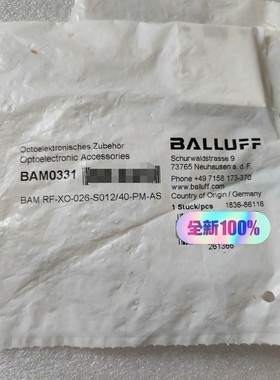 Optoelektronisches Zubehör
Optoelectronic Accessories
BAM0331
BAM RF-XO-026-S012/40-PM-AS
BALLUFF
Schurwaldstrasse 9
73765 Neuhausen a. d. F.
Phone +49 7158 173-370
www.balluff.com
Country of Origin / Germany
1 Stück/pcs 1836-86116
全新100%
261366